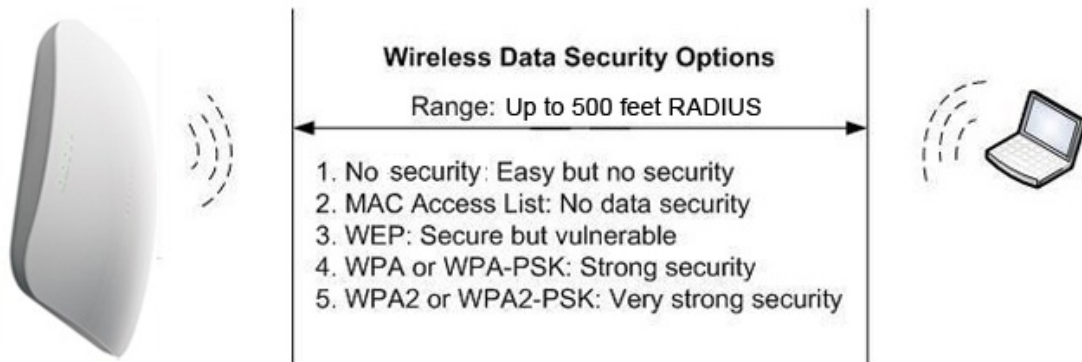 Wireless Data Security Options
Range: Up to 500 feet RADIUS
1. No security: Easy but no security
2. MAC Access List: No data security
3. WEP: Secure but vulnerable
4. WPA or WPA-PSK: Strong security
5. WPA2 or WPA2-PSK: Very strong security